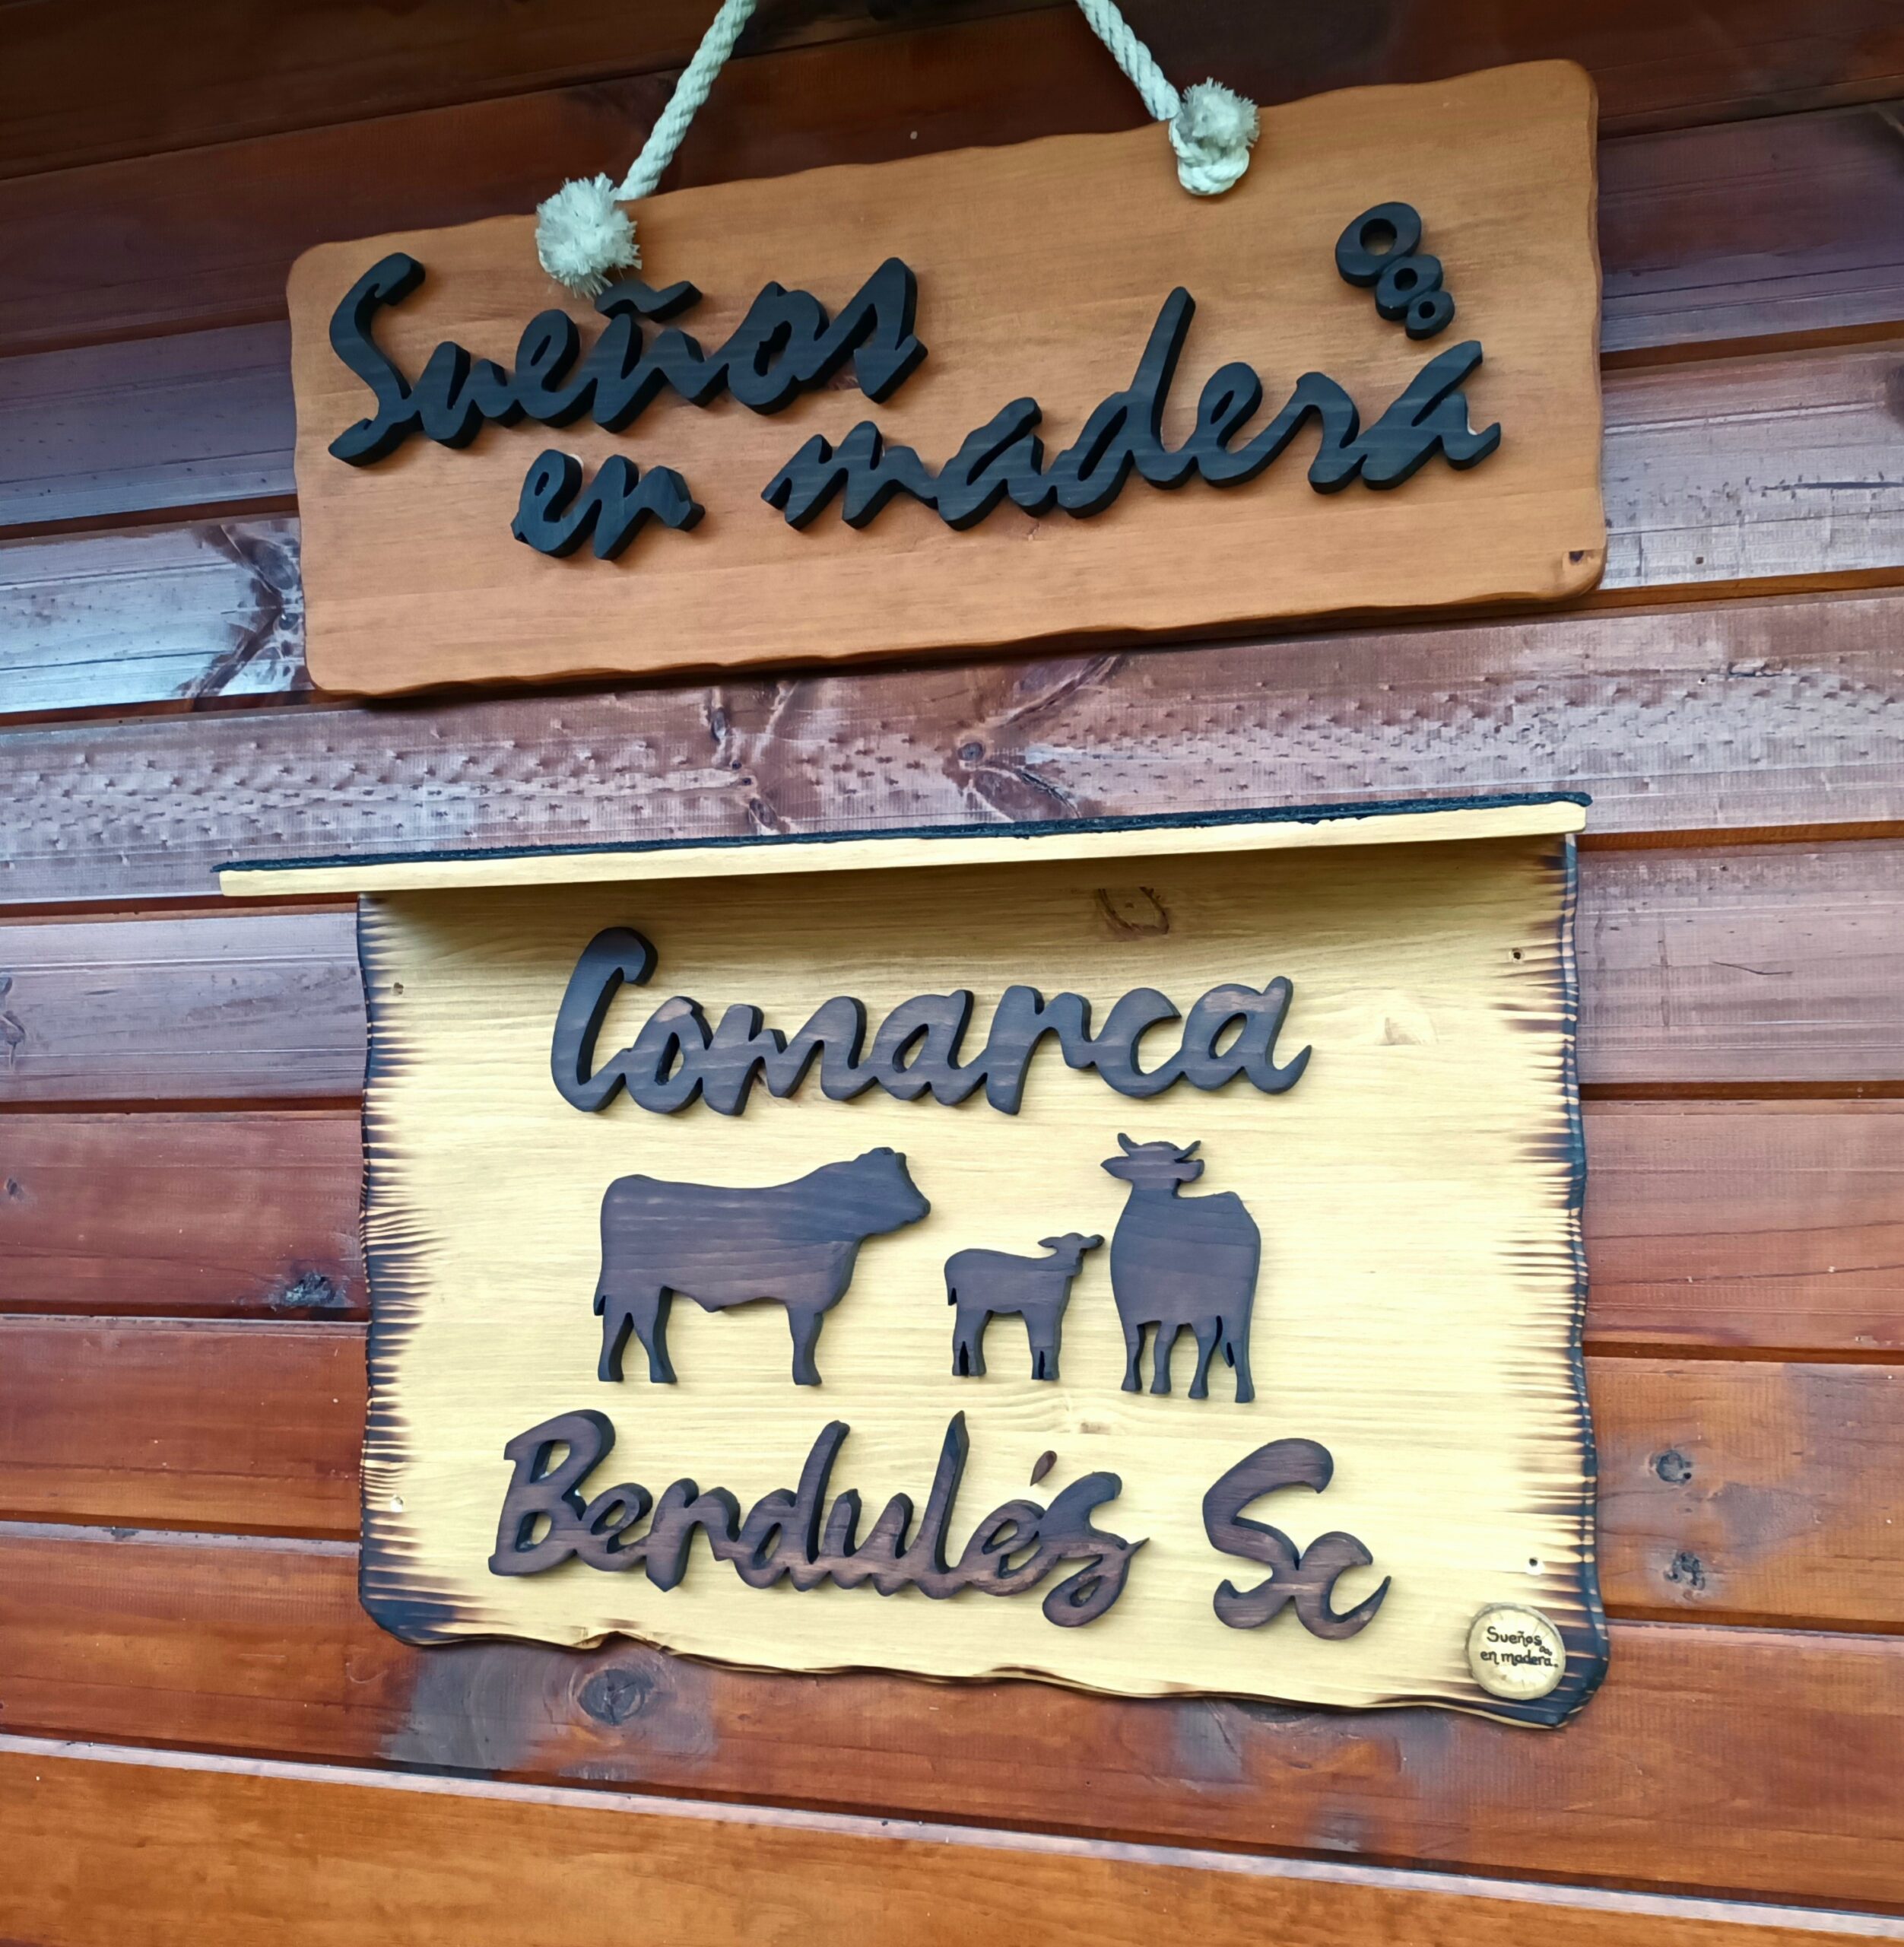 Sueños
en madera
Comarca
Berdulés Sc
Sueños
en madera.